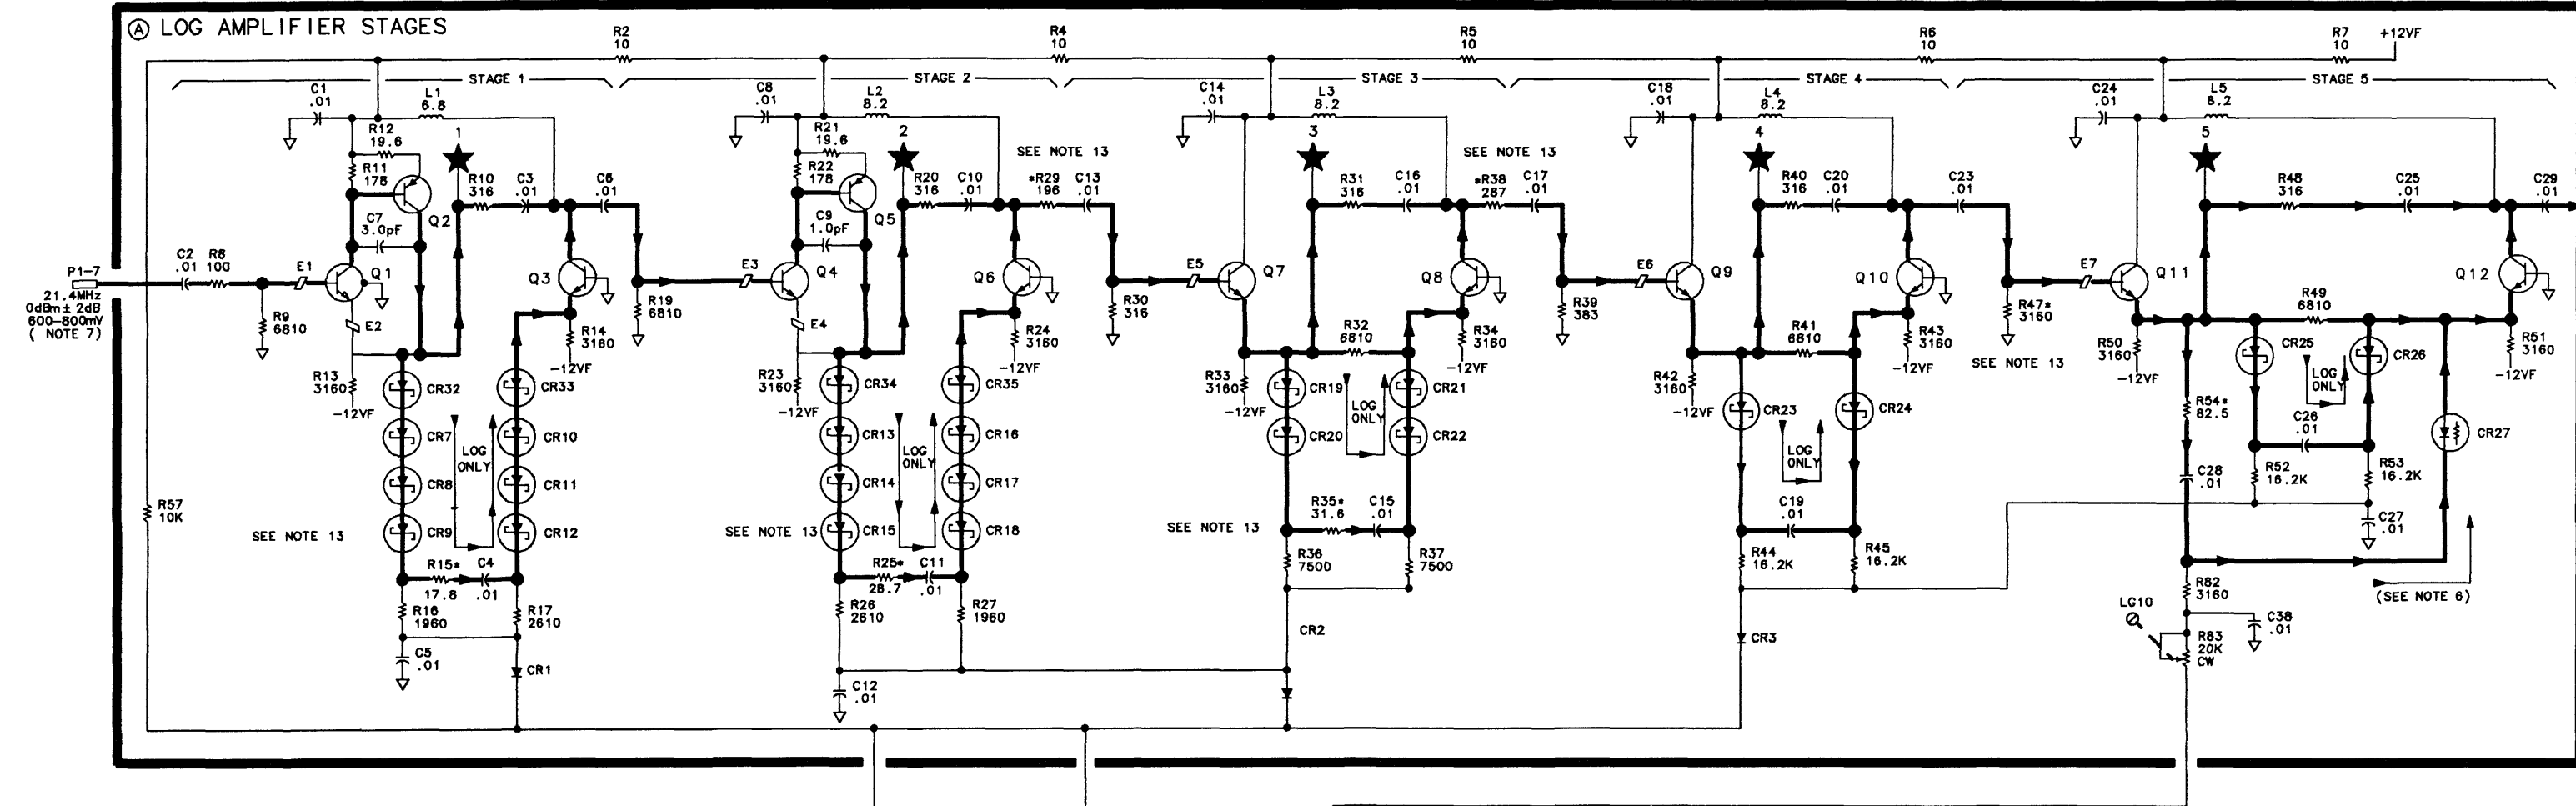 Ⓐ LOG AMPLIFIER STAGES
R2
10
R4
10
R5
10
R6
10
R7
10
+12VF
STAGE 1
STAGE 2
STAGE 3
STAGE 4
STAGE 5
C1
.01
L1
6.8
R12
19.6
R11
178
1
Q2
R10
316
C3
.01
C6
.01
C7
3.0pF
P1-7
21.4MHz
0dBm ± 2dB
600-800mV
( NOTE 7)
C2
.01
R8
100
E1
Q1
R9
6810
E2
R13
3160
-12VF
Q3
R14
3160
-12VF
CR32
CR33
CR7
CR10
LOG
ONLY
CR8
CR11
CR9
CR12
SEE NOTE 13
R15*
17.8
C4
.01
R16
1960
R17
2610
C5
.01
CR1
R57
10K
C8
.01
L2
8.2
R21
19.6
R22
178
2
Q5
R20
316
C10
.01
SEE NOTE 13
*R29
196
C13
.01
C9
1.0pF
E3
Q4
R19
6810
E4
R23
3160
-12VF
Q6
R24
3160
-12VF
CR34
CR35
CR13
CR16
LOG
ONLY
CR14
CR17
CR15
CR18
SEE NOTE 13
R25*
28.7
C11
.01
R26
2610
R27
1960
C12
.01
C14
.01
L3
8.2
3
R31
316
C16
.01
SEE NOTE 13
*R38
287
C17
.01
E5
Q7
R30
316
Q8
R32
6810
R34
3160
-12VF
R33
3160
-12VF
CR19
CR21
LOG
ONLY
CR20
CR22
SEE NOTE 13
R35*
31.6
C15
.01
R36
7500
R37
7500
CR2
C18
.01
L4
8.2
4
R40
316
C20
.01
C23
.01
E6
Q9
R39
383
Q10
R41
6810
R43
3160
-12VF
R42
3160
-12VF
CR23
CR24
LOG
ONLY
C19
.01
R44
16.2K
R45
16.2K
CR3
C24
.01
L5
8.2
5
R48
316
C25
.01
C29
.01
E7
Q11
R47*
3160
SEE NOTE 13
Q12
R49
6810
R50
3160
-12VF
R51
3160
-12VF
CR25
CR26
LOG
ONLY
R54*
82.5
C26
.01
CR27
C28
.01
R52
16.2K
R53
16.2K
C27
.01
(SEE NOTE 6)
R82
3160
LG10
C38
.01
R83
20K
CW